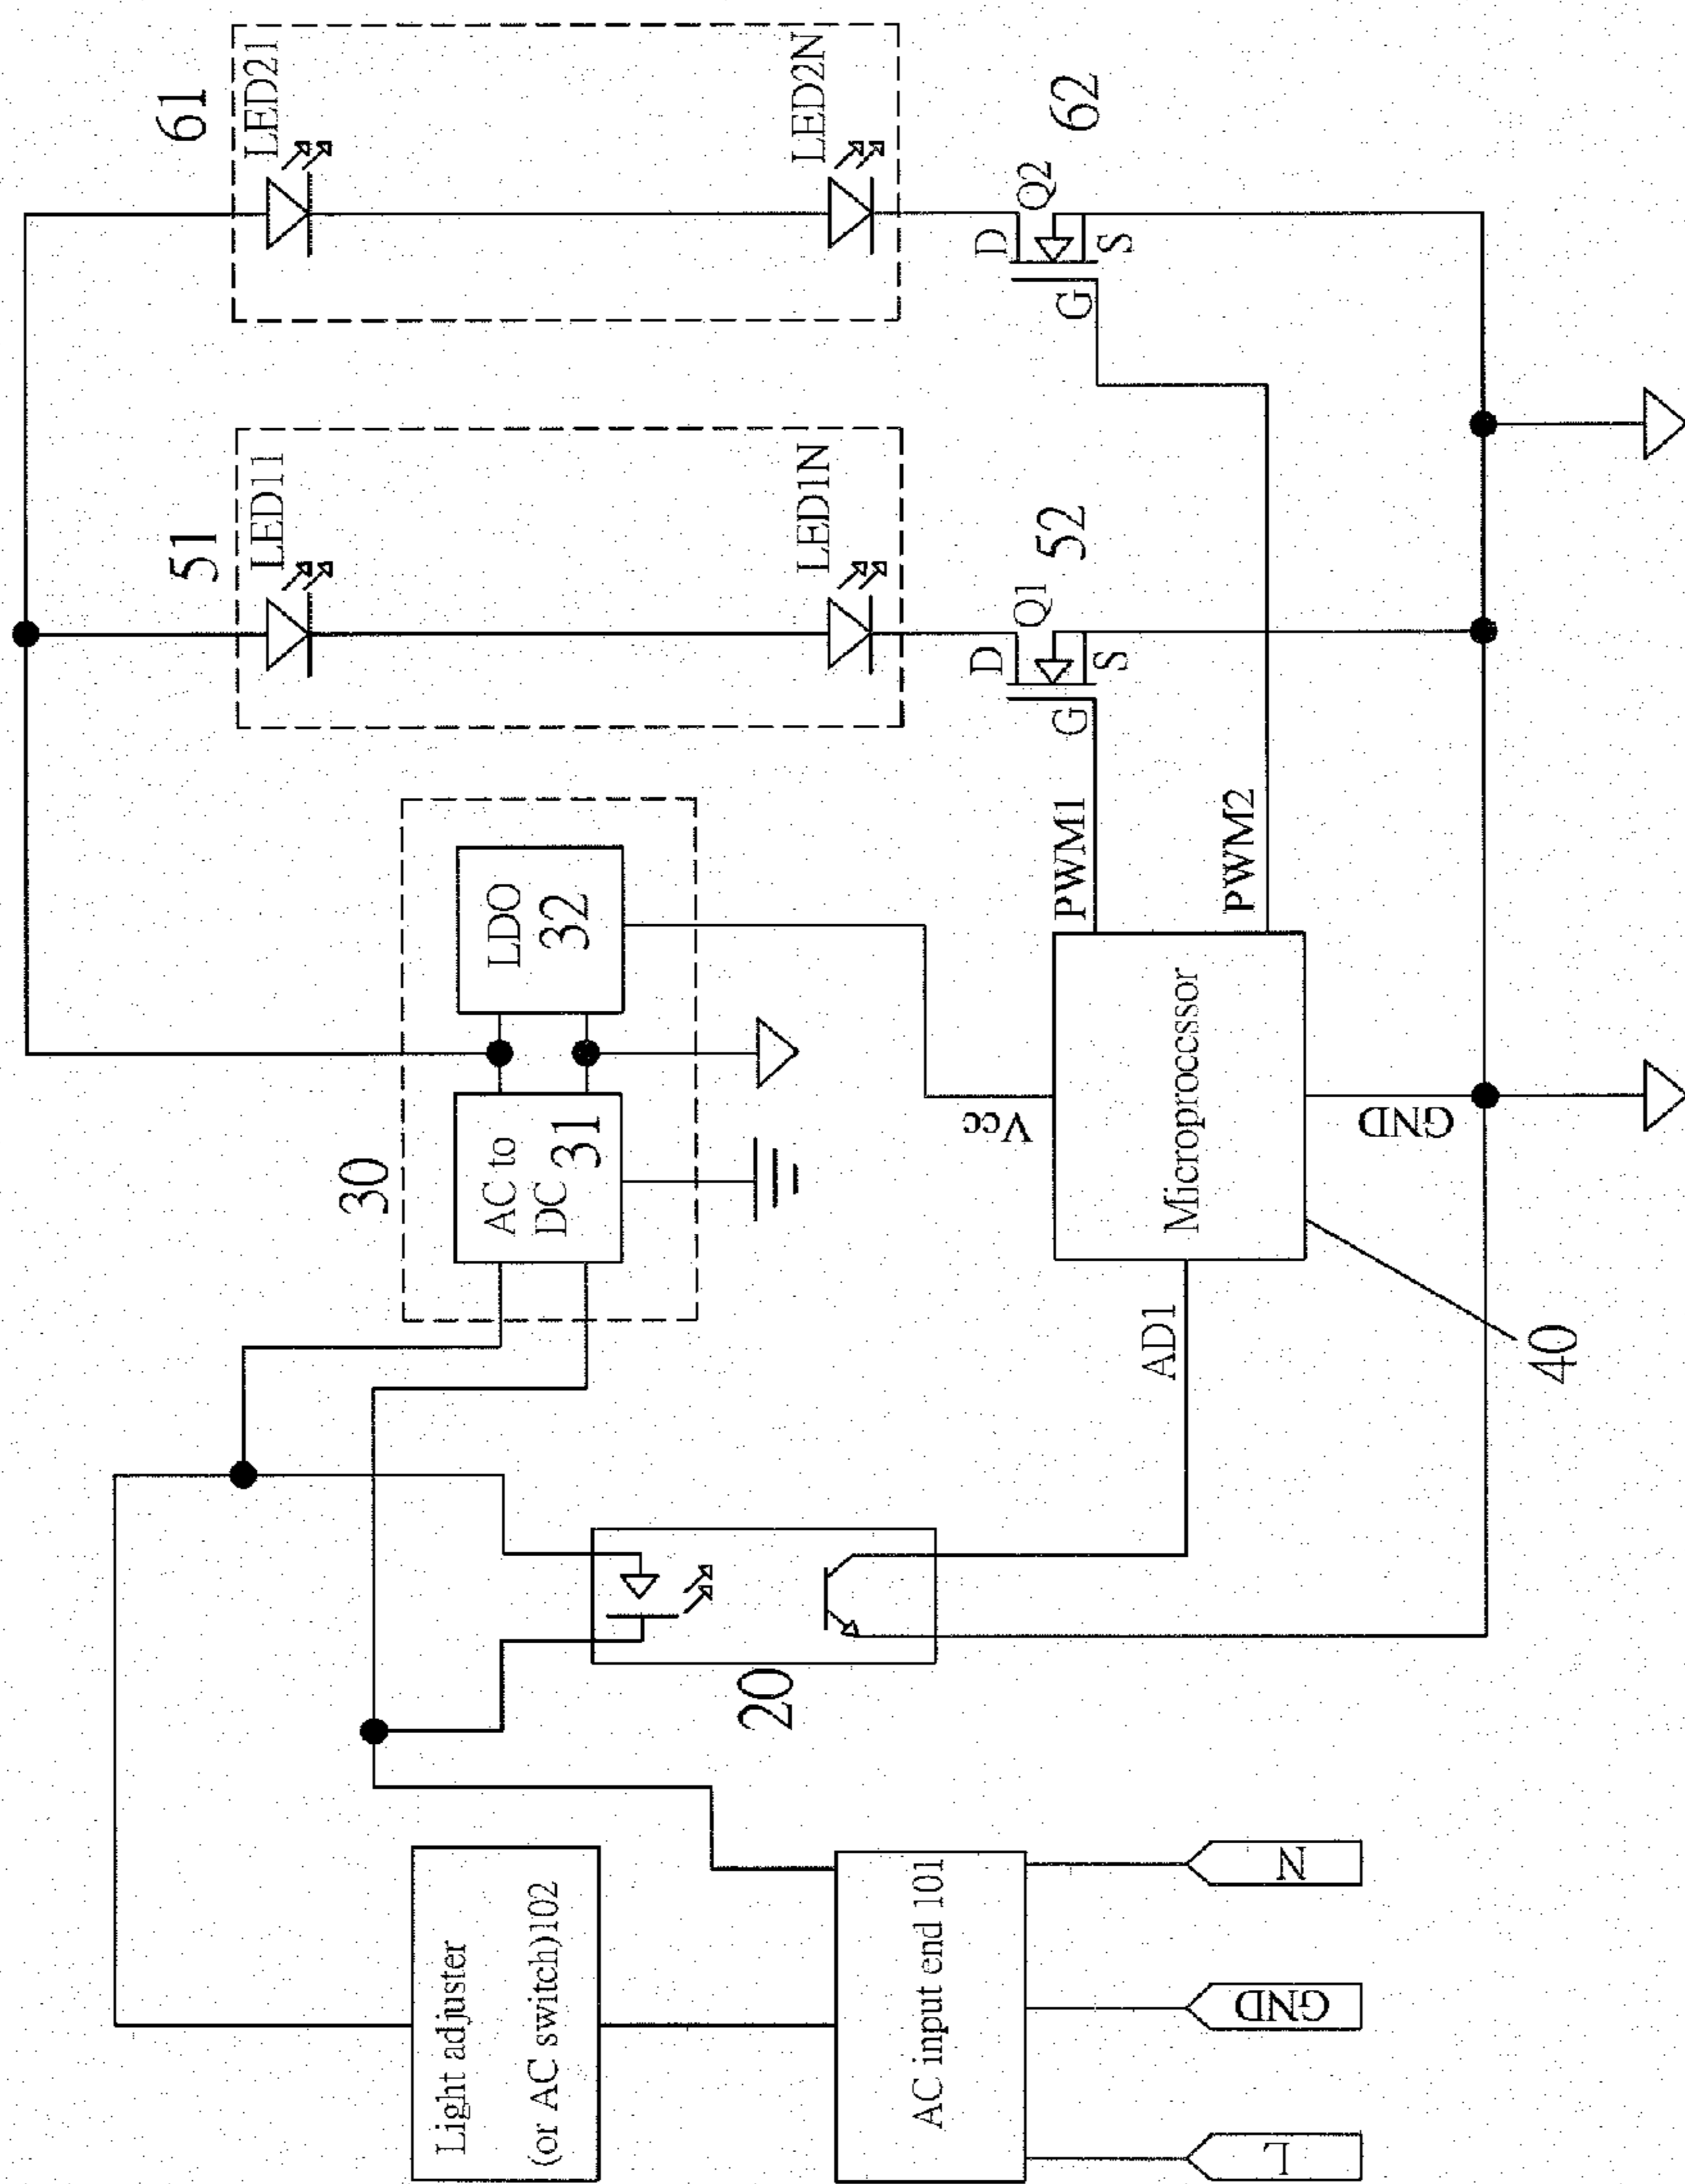 61
LED21
LED2N
Q2
62
D
S
G
51
LED11
LED1N
Q1
52
D
S
G
30
AC to
DC 31
LDO
32
PWM1
PWM2
Vcc
Microprocessor
GND
AD1
40
20
Light adjuster
(or AC switch)102
AC input end 101
N
GND
L